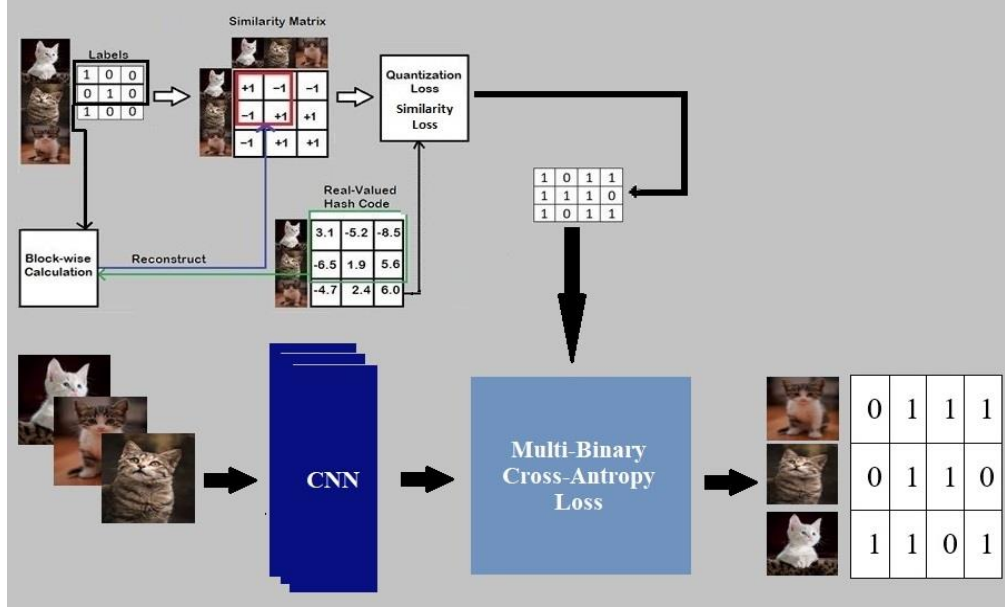 Similarity Matrix
Labels
1 0 0
0 1 0
1 0 0
+1 −1 −1
−1 +1 +1
−1 +1 +1
Quantization
Loss
Similarity
Loss
1 0 1 1
1 1 1 0
1 0 1 1
Real-Valued
Hash Code
3.1 -5.2 -8.5
-6.5 1.9 5.6
-4.7 2.4 6.0
Block-wise
Calculation
Reconstruct
CNN
Multi-Binary
Cross-Antropy
Loss
0 1 1 1
0 1 1 0
1 1 0 1